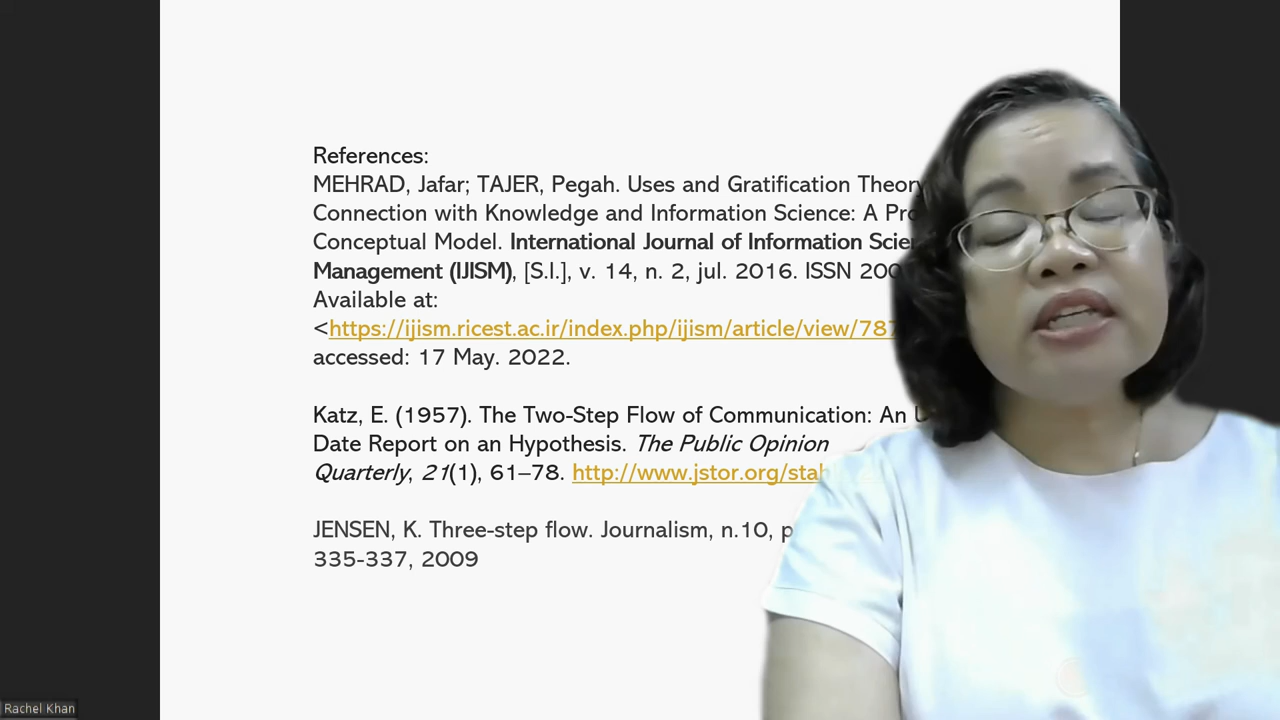 References:
MEHRAD, Jafar; TAJER, Pegah. Uses and Gratification Theory
Connection with Knowledge and Information Science: A
Conceptual Model. International Journal of Information
Management (IJISM), [S.l.], v. 14, n. 2, jul. 2016. ISSN
Available at:
<https://ijism.ricest.ac.ir/index.php/ijism/article/view/787
accessed: 17 May. 2022.
Katz, E. (1957). The Two-Step Flow of Communication: An
Date Report on an Hypothesis. The Public Opinion
Quarterly, 21(1), 61–78. http://www.jstor.org/stab
JENSEN, K. Three-step flow. Journalism, n.10, p
335-337, 2009
Rachel Khan